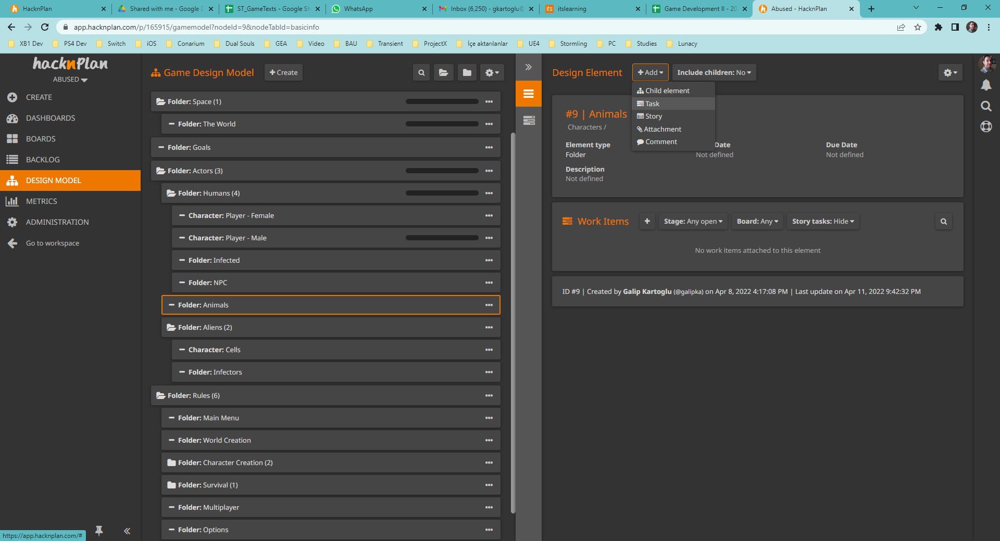 HacknPlan
Shared with me - Google D
ST_GameTexts - Google Sh
WhatsApp
Inbox (6,250) - gkartoglu@
itslearning
Game Development II - 20
Abused - HacknPlan
app.hacknplan.com/p/165915/gamemodel?nodeId=9&nodeTabId=basicinfo
XB1 Dev
PS4 Dev
Switch
iOS
Conarium
Dual Souls
GEA
Video
BAU
Transient
ProjectX
İçe aktarılanlar
UE4
Stormling
PC
Studies
Lunacy
hacknPlan
ABUSED
CREATE
DASHBOARDS
BOARDS
BACKLOG
DESIGN MODEL
METRICS
ADMINISTRATION
Go to workspace
https://app.hacknplan.com/#
Game Design Model
Create
Folder: Space (1)
Folder: The World
Folder: Goals
Folder: Actors (3)
Folder: Humans (4)
Character: Player - Female
Character: Player - Male
Folder: Infected
Folder: NPC
Folder: Animals
Folder: Aliens (2)
Character: Cells
Folder: Infectors
Folder: Rules (6)
Folder: Main Menu
Folder: World Creation
Folder: Character Creation (2)
Folder: Survival (1)
Folder: Multiplayer
Folder: Options
Design Element
Add
Include children: No
Child element
Task
Story
Attachment
Comment
#9 | Animals
Characters /
Element type
Folder
Date
Not defined
Due Date
Not defined
Description
Not defined
Work Items
Stage: Any open
Board: Any
Story tasks: Hide
No work items attached to this element
ID #9 | Created by Galip Kartoglu (@galipka) on Apr 8, 2022 4:17:08 PM | Last update on Apr 11, 2022 9:42:32 PM